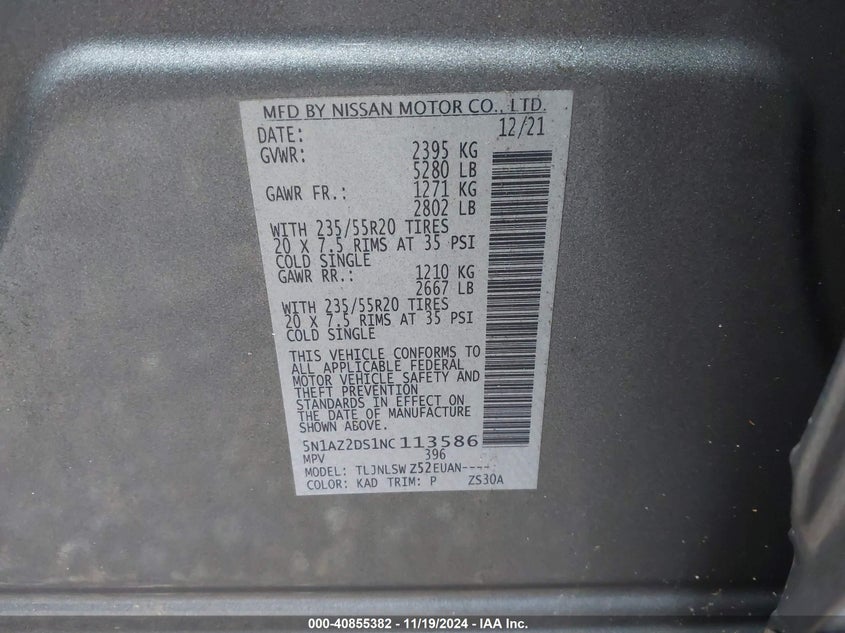 MFD BY NISSAN MOTOR CO., LTD.
DATE: 12/21
GVWR: 2395 KG
5280 LB
GAWR FR.: 1271 KG
2802 LB
WITH 235/55R20 TIRES
20 X 7.5 RIMS AT 35 PSI
COLD SINGLE
GAWR RR.: 1210 KG
2667 LB
WITH 235/55R20 TIRES
20 X 7.5 RIMS AT 35 PSI
COLD SINGLE
THIS VEHICLE CONFORMS TO
ALL APPLICABLE FEDERAL
MOTOR VEHICLE SAFETY AND
THEFT PREVENTION
STANDARDS IN EFFECT ON
THE DATE OF MANUFACTURE
SHOWN ABOVE.
5N1AZ2DS1NC113586
MPV 396
MODEL: TLJNLSWZ52EUAN----
COLOR: KAD TRIM: P ZS30A
000-40855382 - 11/19/2024 - IAA Inc.